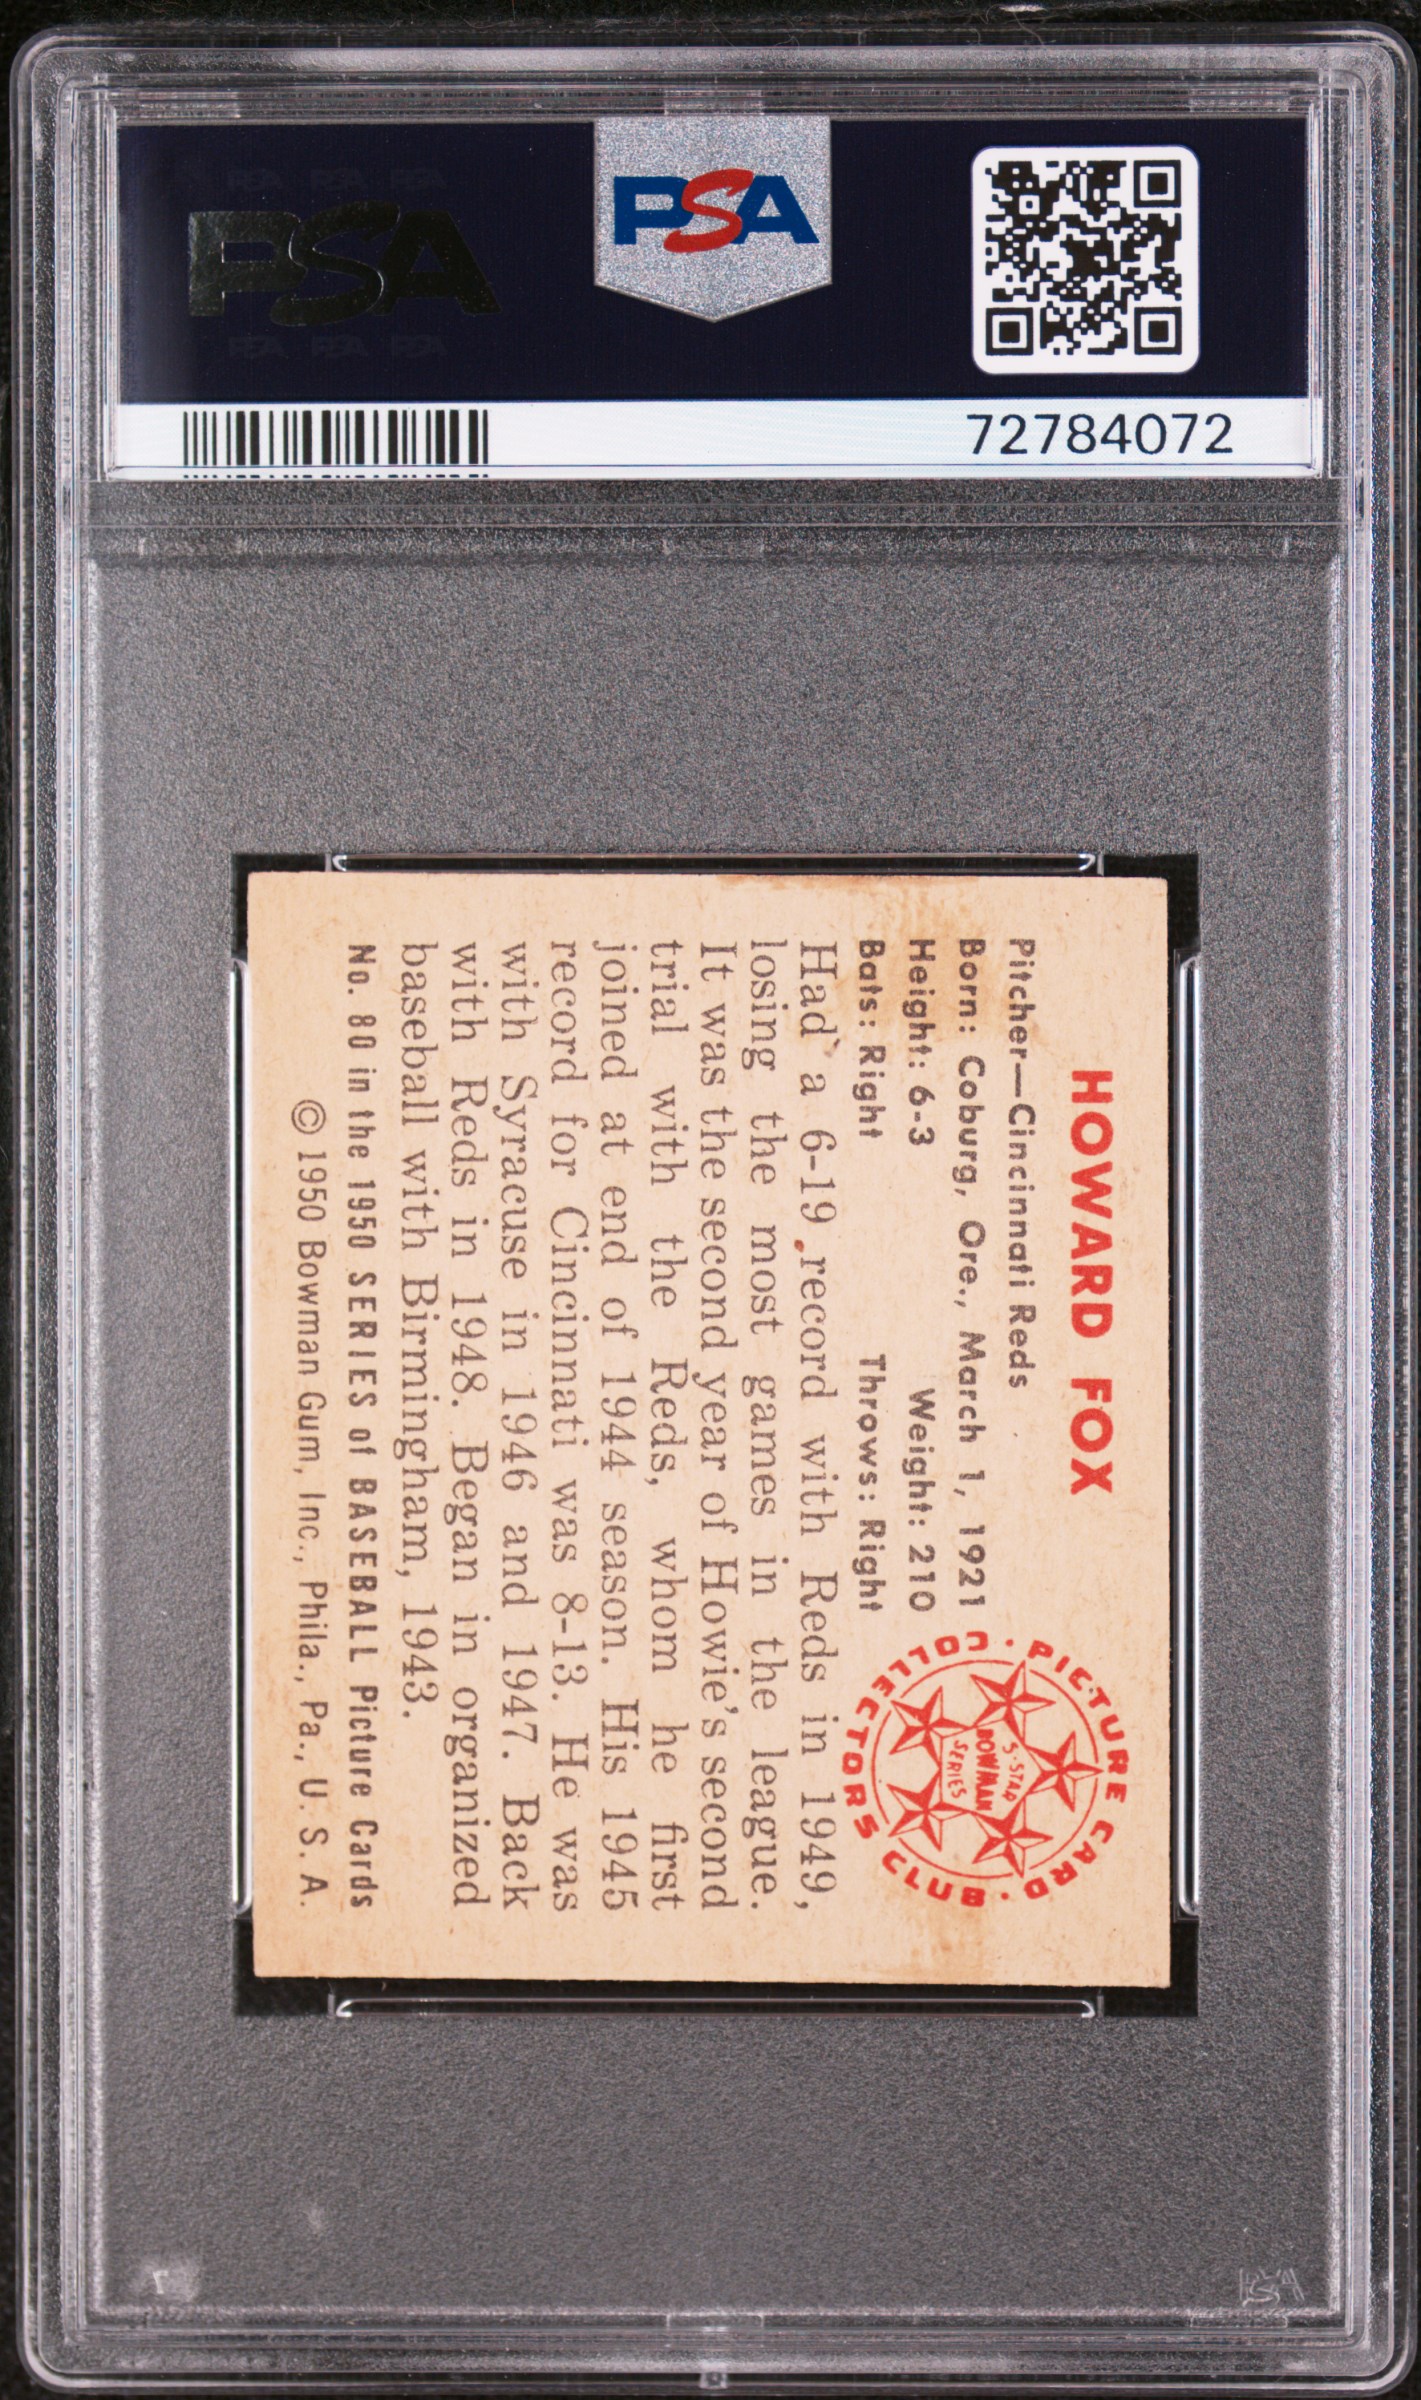 PSA
PSA
72784072
HOWARD FOX
Pitcher—Cincinnati Reds
Born: Coburg, Ore., March 1, 1921
Height: 6-3 Weight: 210
Bats: Right Throws: Right
PICTURE CARD · COLLECTORS CLUB ·
5-STAR
BOWMAN
SERIES
Had a 6-19 record with Reds in 1949,
losing the most games in the league.
It was the second year of Howie's second
trial with the Reds, whom he first
joined at end of 1944 season. His 1945
record for Cincinnati was 8-13. He was
with Syracuse in 1946 and 1947. Back
with Reds in 1948. Began in organized
baseball with Birmingham, 1943.
No. 80 in the 1950 SERIES of BASEBALL Picture Cards
© 1950 Bowman Gum, Inc., Phila., Pa., U. S. A.
PSA